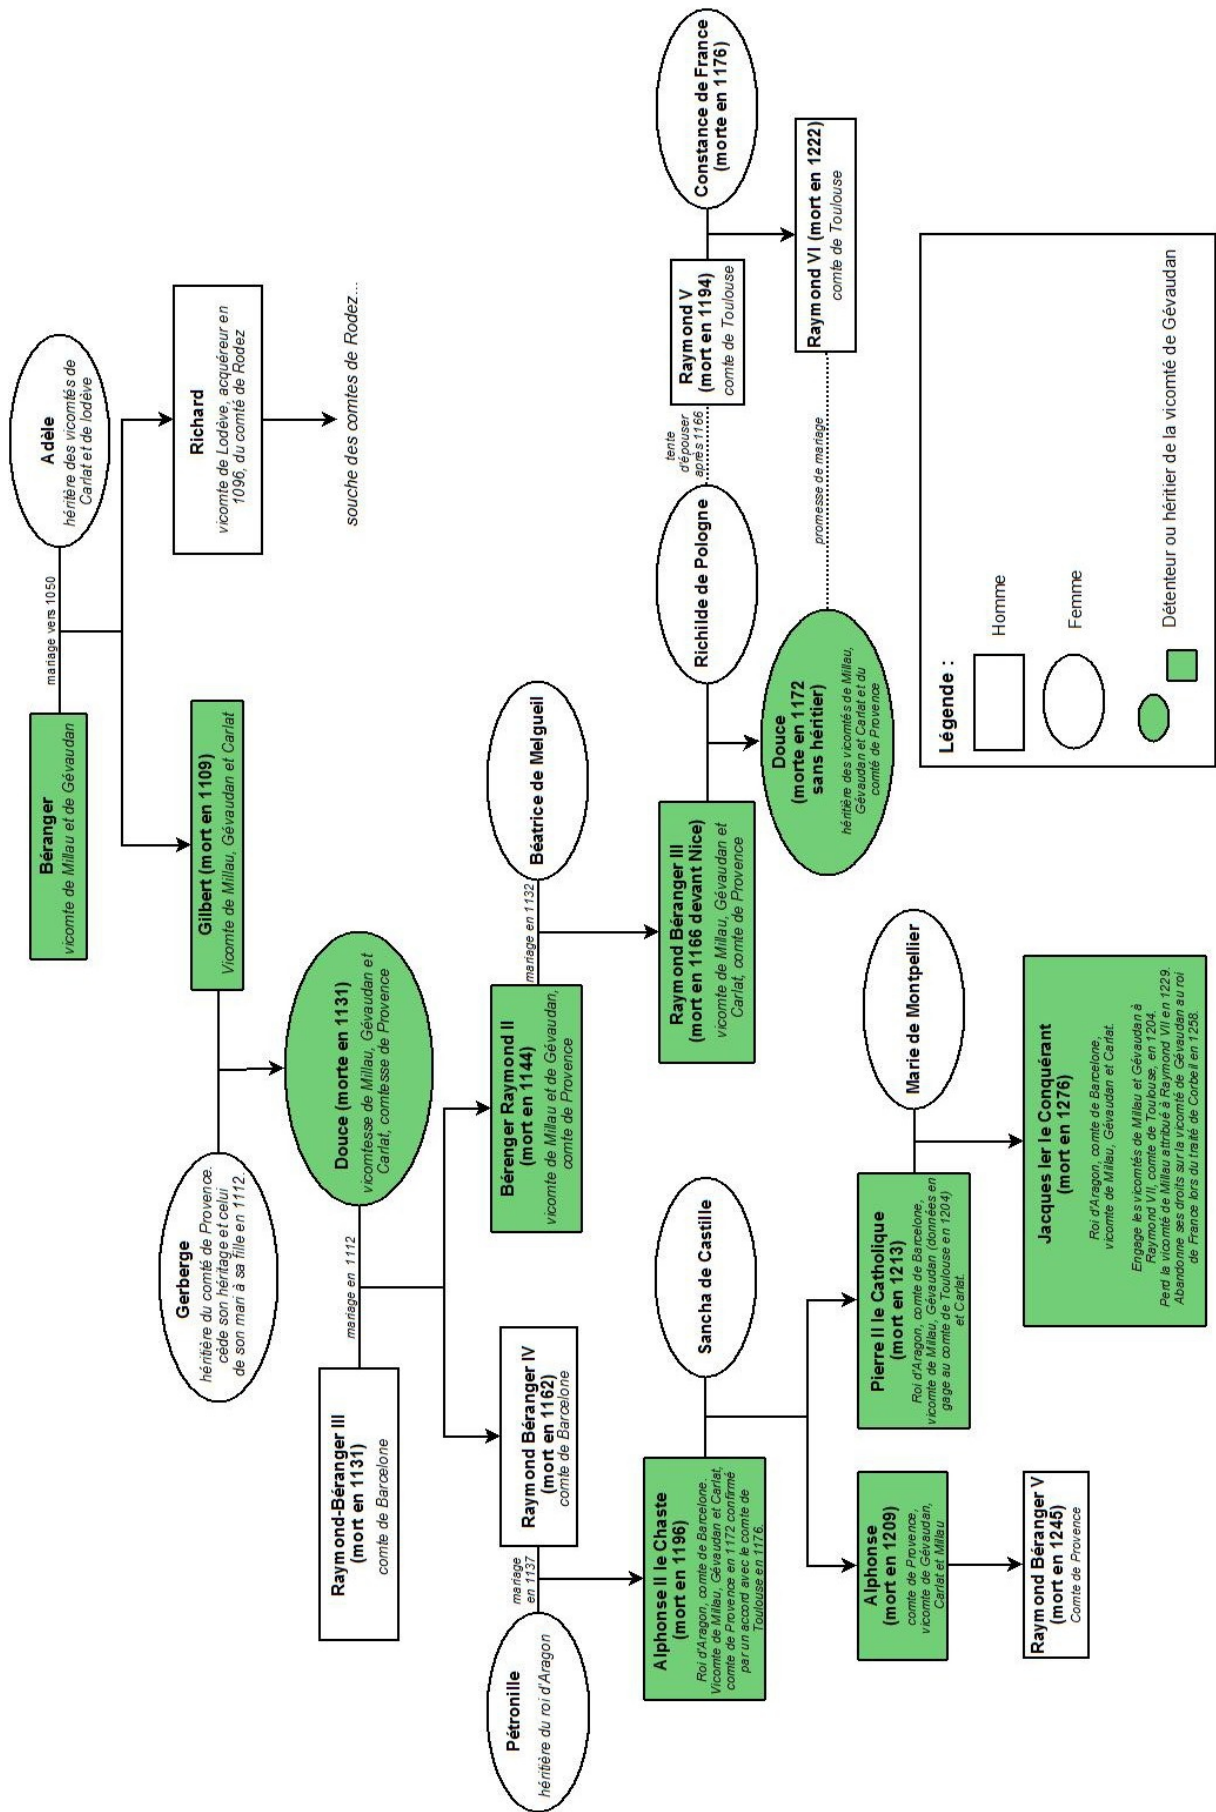 Béranger
vicomte de Millau et de Gévaudan
mariage vers 1050
Adèle
héritère des vicomtés de
Carlat et de lodève
Gilbert (mort en 1109)
Vicomte de Millau, Gévaudan et Carlat
Richard
vicomte de Lodève, acquéreur en
1096, du comté de Rodez
souche des comtes de Rodez...
Gerberge
héritière du comté de Provence.
cède son héritage et celui
de son mari à sa fille en 1112.
Douce (morte en 1131)
vicomtesse de Millau, Gévaudan et
Carlat, comtesse de Provence
mariage en 1112
Raymond-Béranger III
(mort en 1131)
comte de Barcelone
Pétronille
héritière du roi d'Aragon
mariage
en 1137
Raymond Béranger IV
(mort en 1162)
comte de Barcelone
Bérenger Raymond II
(mort en 1144)
vicomte de Millau et de Gévaudan,
comte de Provence
mariage en 1132
Béatrice de Melgueil
Alphonse II le Chaste
(mort en 1196)
Roi d'Aragon, comte de Barcelone.
Vicomte de Millau, Gévaudan et Carlat,
comte de Provence en 1172 confirmé
par un accord avec le comte de
Toulouse en 1176.
Sancha de Castille
Raymond Béranger III
(mort en 1166 devant Nice)
vicomte de Millau, Gévaudan et
Carlat, comte de Provence
Richilde de Pologne
tente
d'épouser
après 1166
Raymond V
(mort en 1194)
comte de Toulouse
Constance de France
(morte en 1176)
Douce
(morte en 1172
sans héritier)
héritière des vicomtés de Millau,
Gévaudan et Carlat et du
comté de Provence
promesse de mariage
Raymond VI (mort en 1222)
comte de Toulouse
Alphonse
(mort en 1209)
comte de Provence,
vicomte de Gévaudan,
Carlat et Millau
Pierre II le Catholique
(mort en 1213)
Roi d'Aragon, comte de Barcelone,
vicomte de Millau, Gévaudan (données en
gage au comte de Toulouse en 1204)
et Carlat.
Marie de Montpellier
Raymond Béranger V
(mort en 1245)
Comte de Provence
Jacques Ier le Conquérant
(mort en 1276)
Roi d'Aragon, comte de Barcelone,
vicomte de Millau, Gévaudan et Carlat.
Engage les vicomtés de Millau et Gévaudan à
Raymond VII, comte de Toulouse, en 1204.
Perd la vicomté de Millau attribué à Raymond VII en 1229.
Abandonne ses droits sur la vicomté de Gévaudan au roi
de France lors du traité de Corbeil en 1258.
Légende :
Homme
Femme
Détenteur ou héritier de la vicomté de Gévaudan